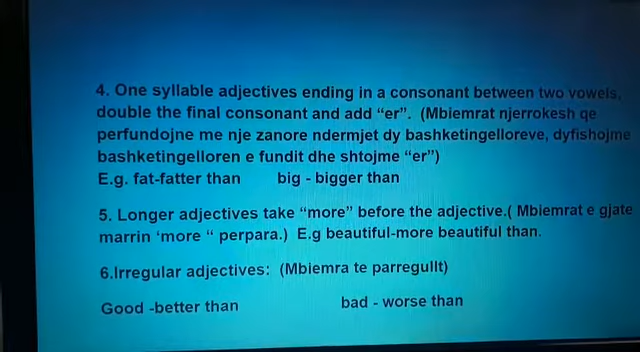 4. One syllable adjectives ending in a consonant between two vowels,
double the final consonant and add “er”. (Mbiemrat njerrokesh qe
perfundojne me nje zanore ndermjet dy bashketingelloreve, dyfishojme
bashketingelloren e fundit dhe shtojme “er”)
E.g. fat-fatter than big - bigger than
5. Longer adjectives take “more” before the adjective.( Mbiemrat e gjate
marrin ‘more “ perpara.) E.g beautiful-more beautiful than.
6.Irregular adjectives: (Mbiemra te parregullt)
Good -better than bad - worse than